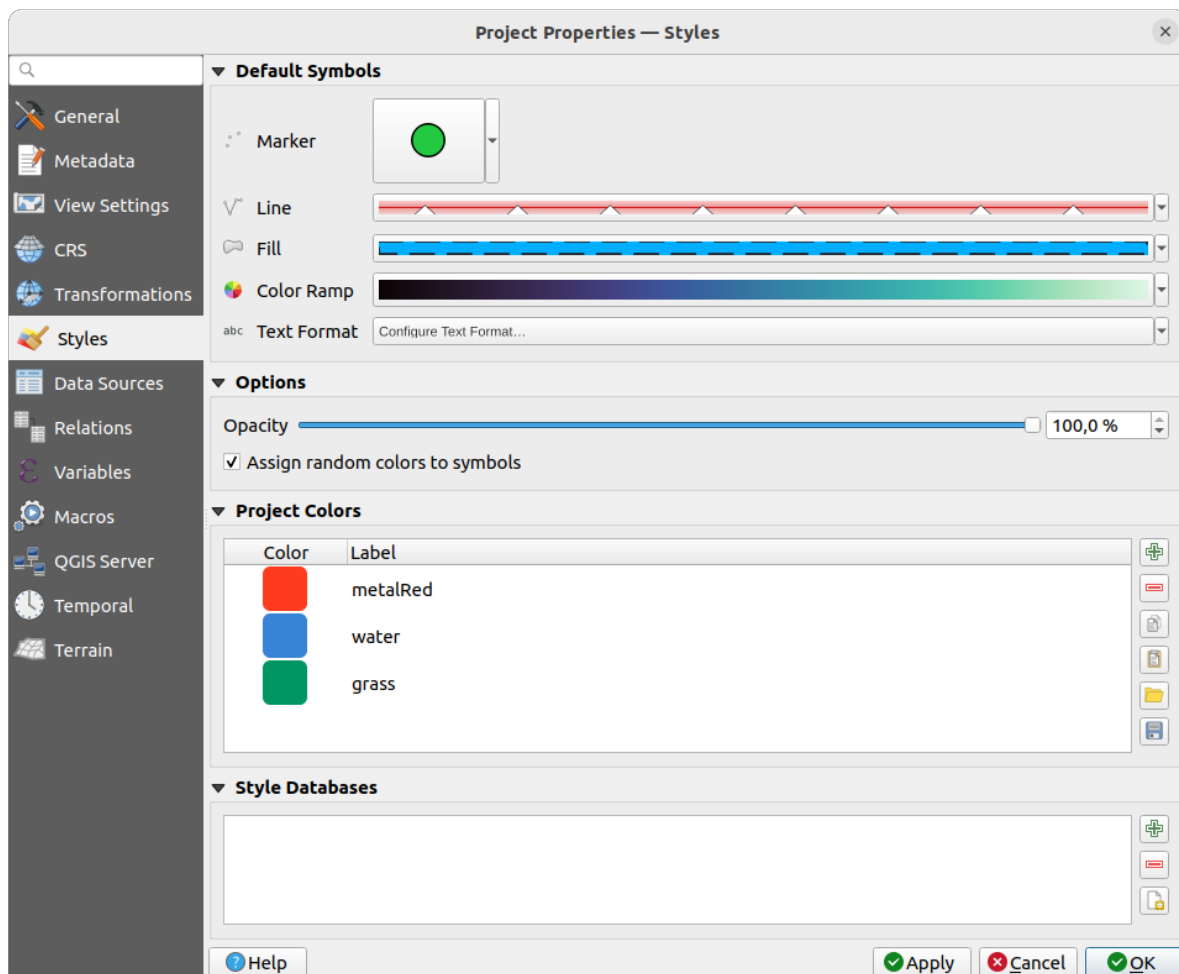 Project Properties — Styles
General
Metadata
View Settings
CRS
Transformations
Styles
Data Sources
Relations
Variables
Macros
QGIS Server
Temporal
Terrain
Default Symbols
Marker
Line
Fill
Color Ramp
abc Text Format Configure Text Format...
Options
Opacity 100,0 %
Assign random colors to symbols
Project Colors
Color Label
metalRed
water
grass
Style Databases
Help Apply Cancel OK